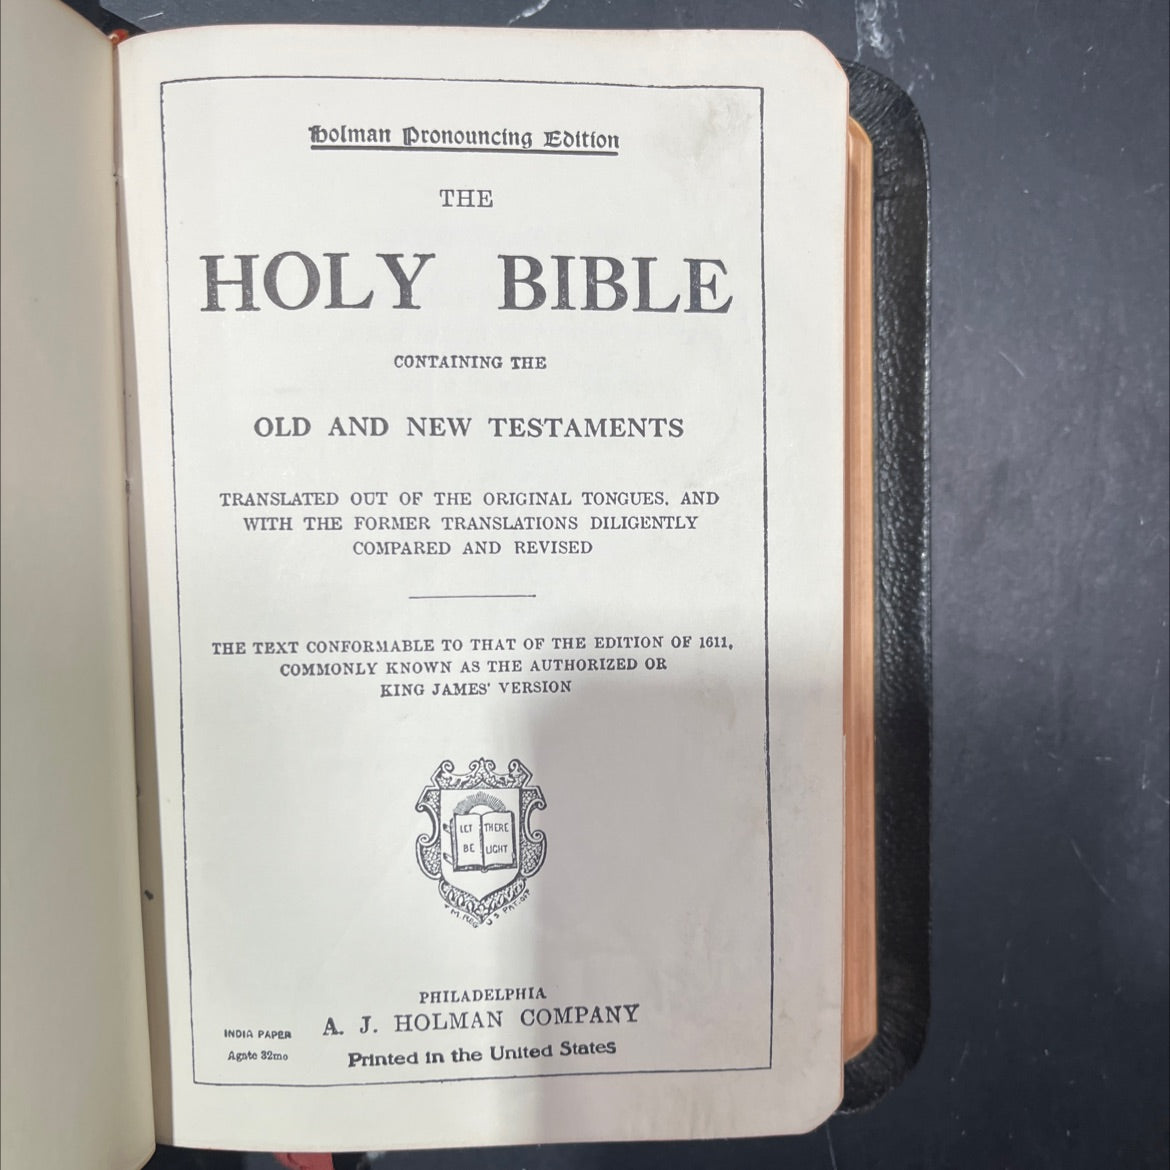 Holman Pronouncing Edition
THE
HOLY BIBLE
CONTAINING THE
OLD AND NEW TESTAMENTS
TRANSLATED OUT OF THE ORIGINAL TONGUES, AND
WITH THE FORMER TRANSLATIONS DILIGENTLY
COMPARED AND REVISED
THE TEXT CONFORMABLE TO THAT OF THE EDITION OF 1611,
COMMONLY KNOWN AS THE AUTHORIZED OR
KING JAMES' VERSION
LET THERE
BE LIGHT
T. M. REG. U S PAT. OFF
PHILADELPHIA
A. J. HOLMAN COMPANY
Printed in the United States
INDIA PAPER
Agate 32mo